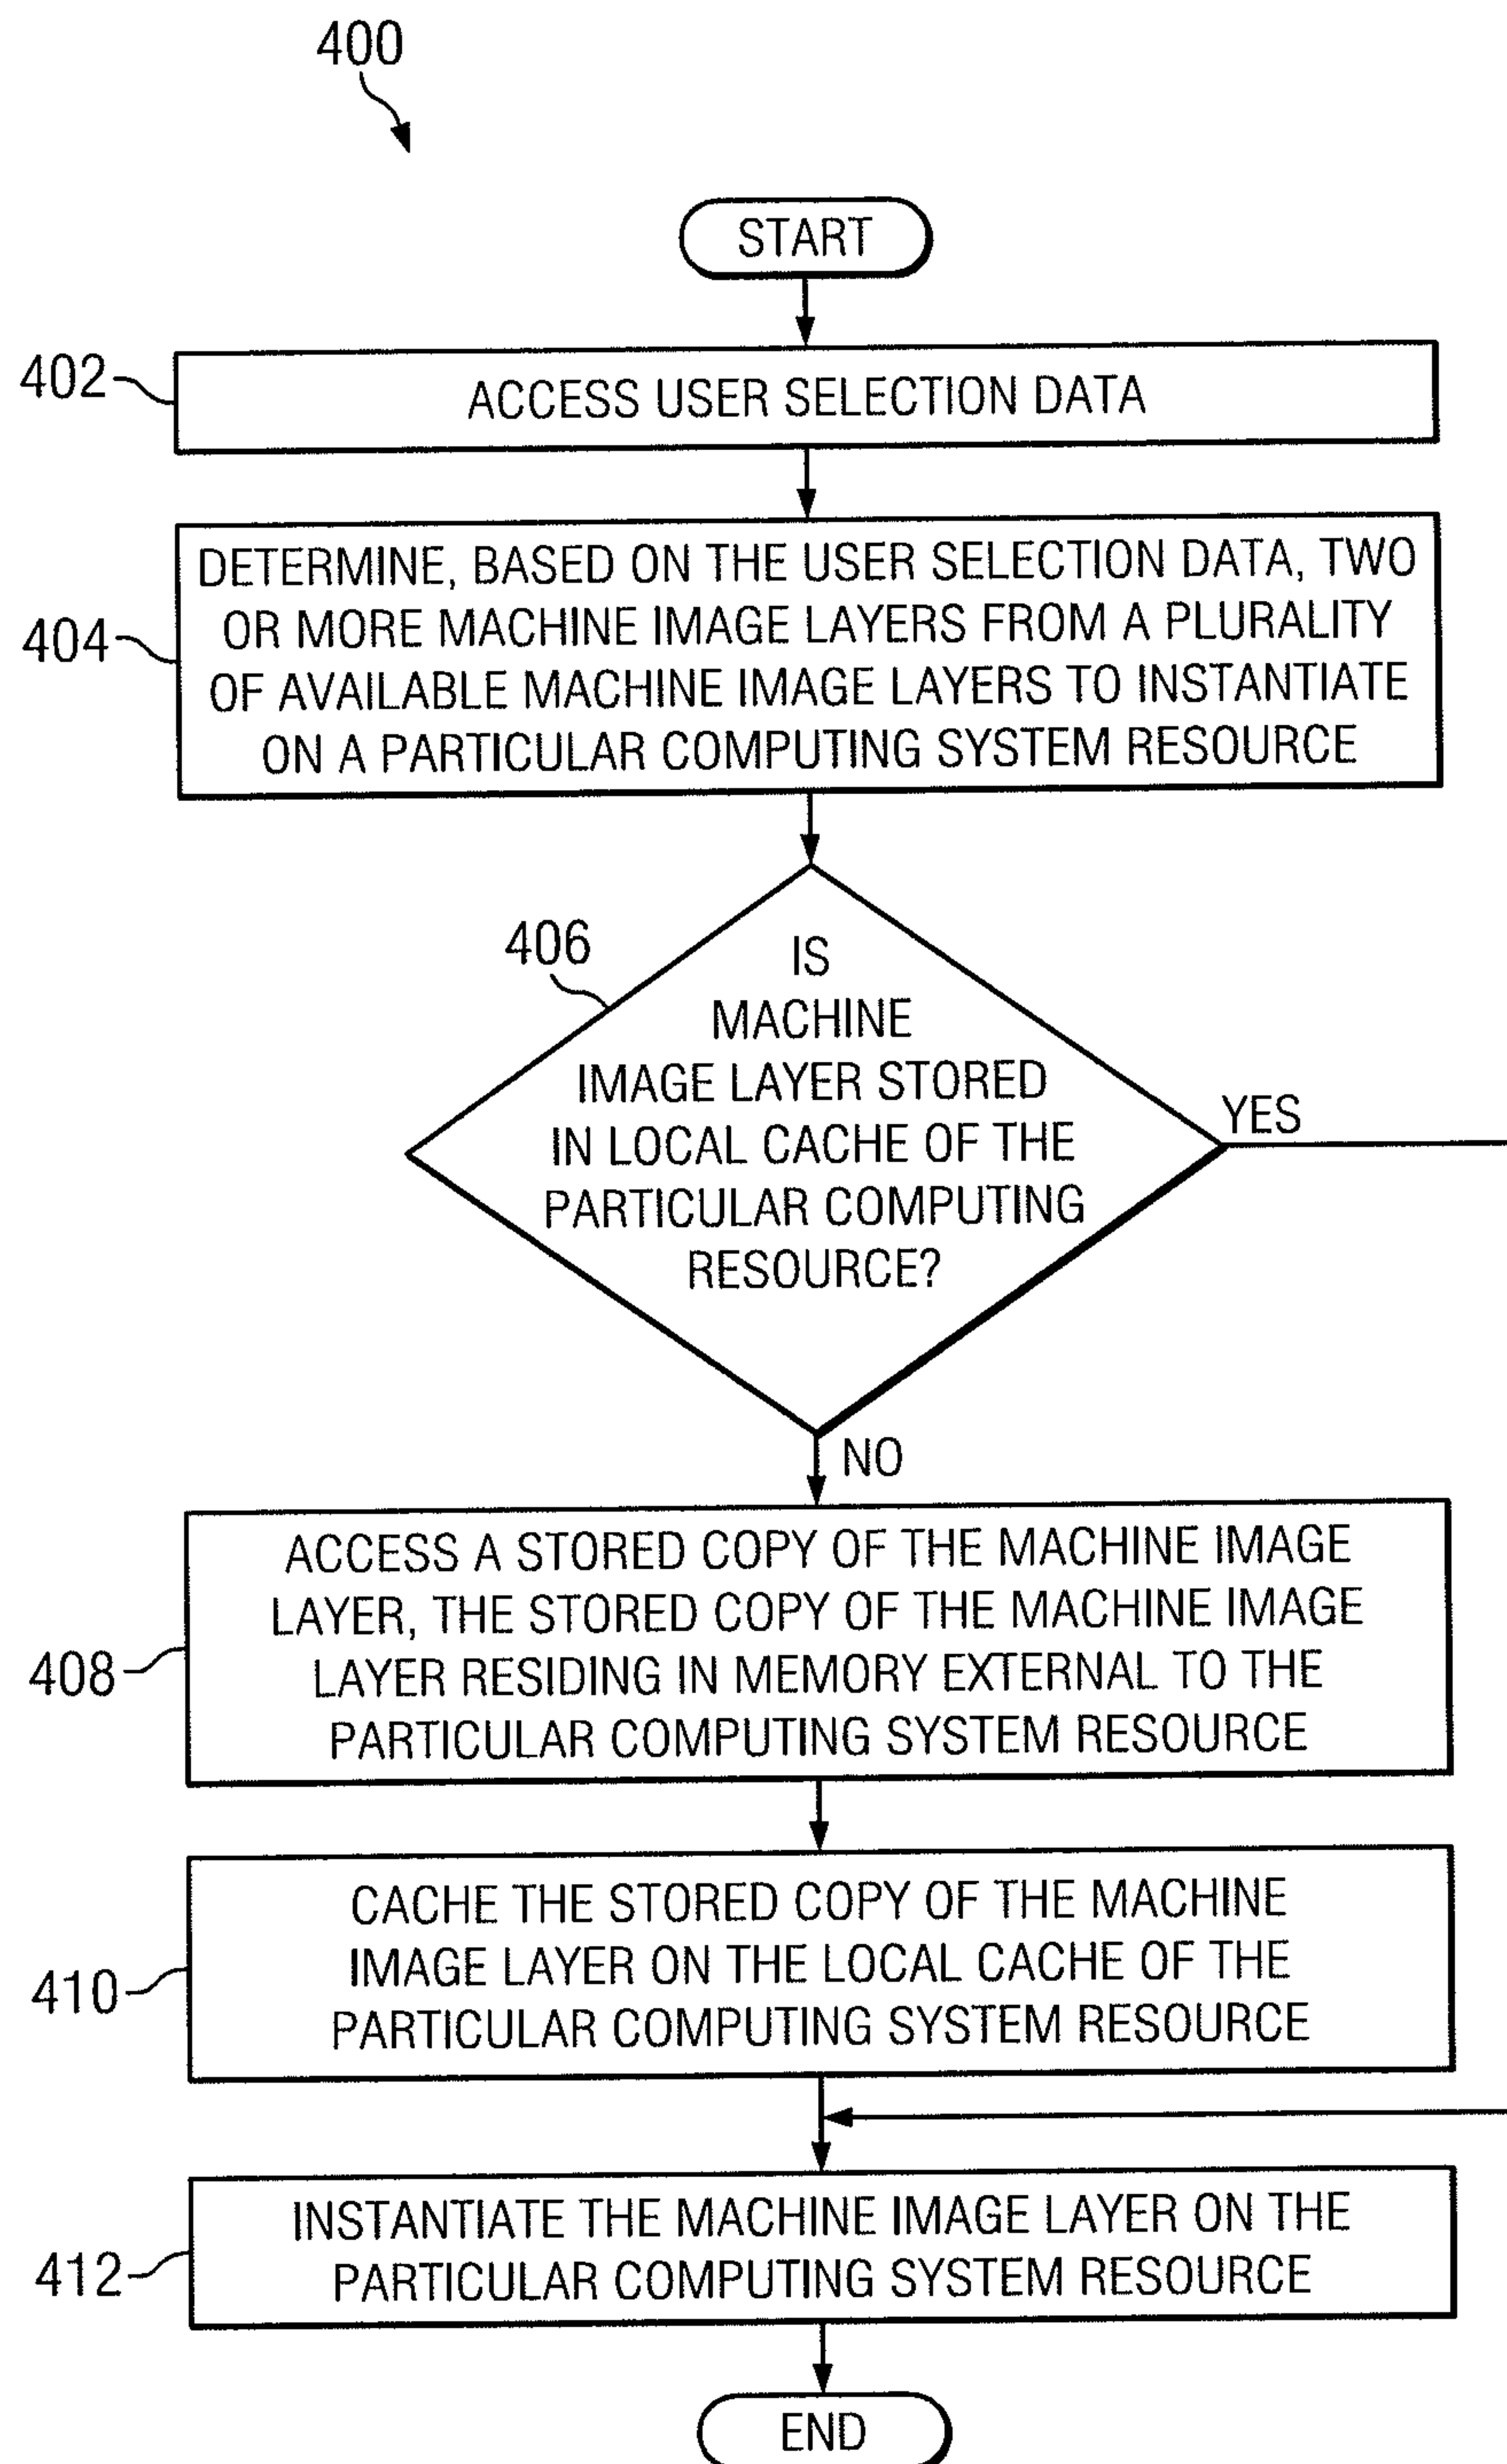 400
START
402
ACCESS USER SELECTION DATA
404
DETERMINE, BASED ON THE USER SELECTION DATA, TWO
OR MORE MACHINE IMAGE LAYERS FROM A PLURALITY
OF AVAILABLE MACHINE IMAGE LAYERS TO INSTANTIATE
ON A PARTICULAR COMPUTING SYSTEM RESOURCE
406
IS
MACHINE
IMAGE LAYER STORED
IN LOCAL CACHE OF THE
PARTICULAR COMPUTING
RESOURCE?
YES
NO
408
ACCESS A STORED COPY OF THE MACHINE IMAGE
LAYER, THE STORED COPY OF THE MACHINE IMAGE
LAYER RESIDING IN MEMORY EXTERNAL TO THE
PARTICULAR COMPUTING SYSTEM RESOURCE
410
CACHE THE STORED COPY OF THE MACHINE
IMAGE LAYER ON THE LOCAL CACHE OF THE
PARTICULAR COMPUTING SYSTEM RESOURCE
412
INSTANTIATE THE MACHINE IMAGE LAYER ON THE
PARTICULAR COMPUTING SYSTEM RESOURCE
END